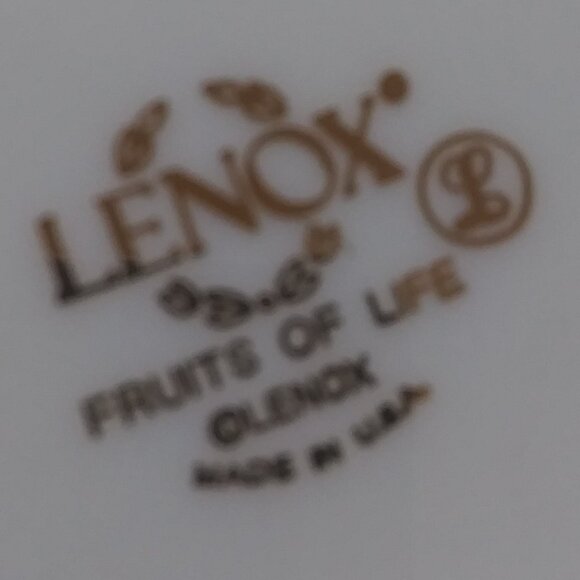 LENOX®
L
FRUITS OF LIFE
©LENOX
MADE IN U.S.A.